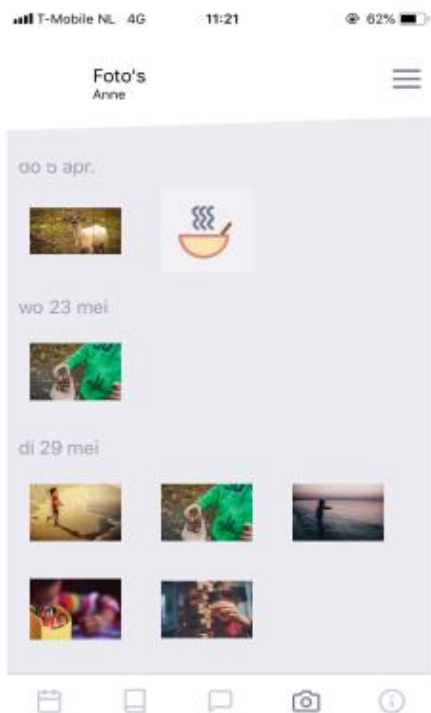 T-Mobile NL 4G 11:21 62%
Foto's
Anne
5 apr.
wo 23 mei
di 29 mei